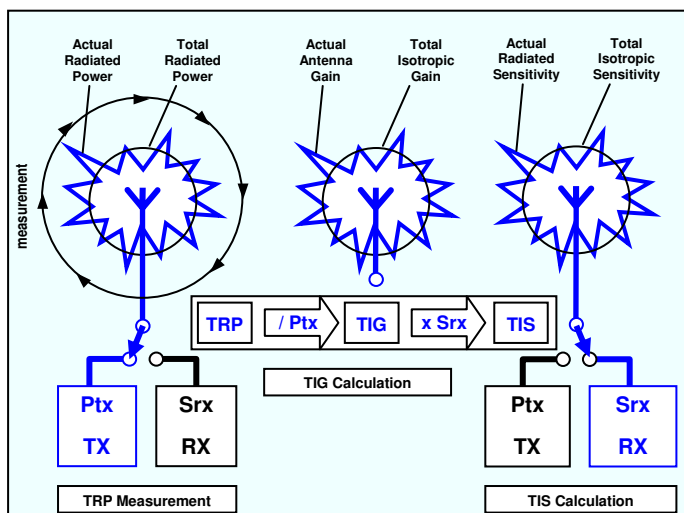 Actual
Radiated
Power
Total
Radiated
Power
Actual
Antenna
Gain
Total
Isotropic
Gain
Actual
Radiated
Sensitivity
Total
Isotropic
Sensitivity
measurement
TRP
/ Ptx
TIG
x Srx
TIS
TIG Calculation
Ptx
TX
Srx
RX
Ptx
TX
Srx
RX
TRP Measurement
TIS Calculation